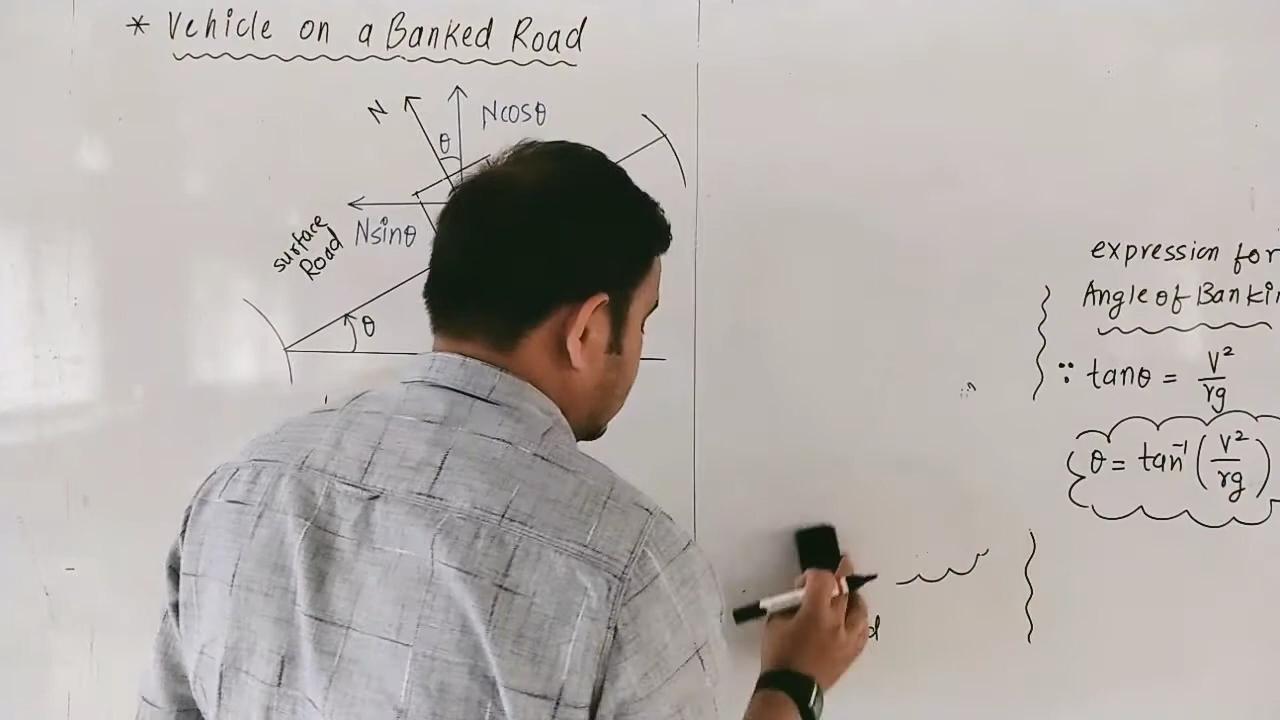 * Vehicle on a Banked Road
N
Ncosθ
θ
Nsinθ
surface
Road
θ
expression for
Angle of Bankin
∵ tanθ = V²/rg
θ = tan⁻¹(V²/rg)
d